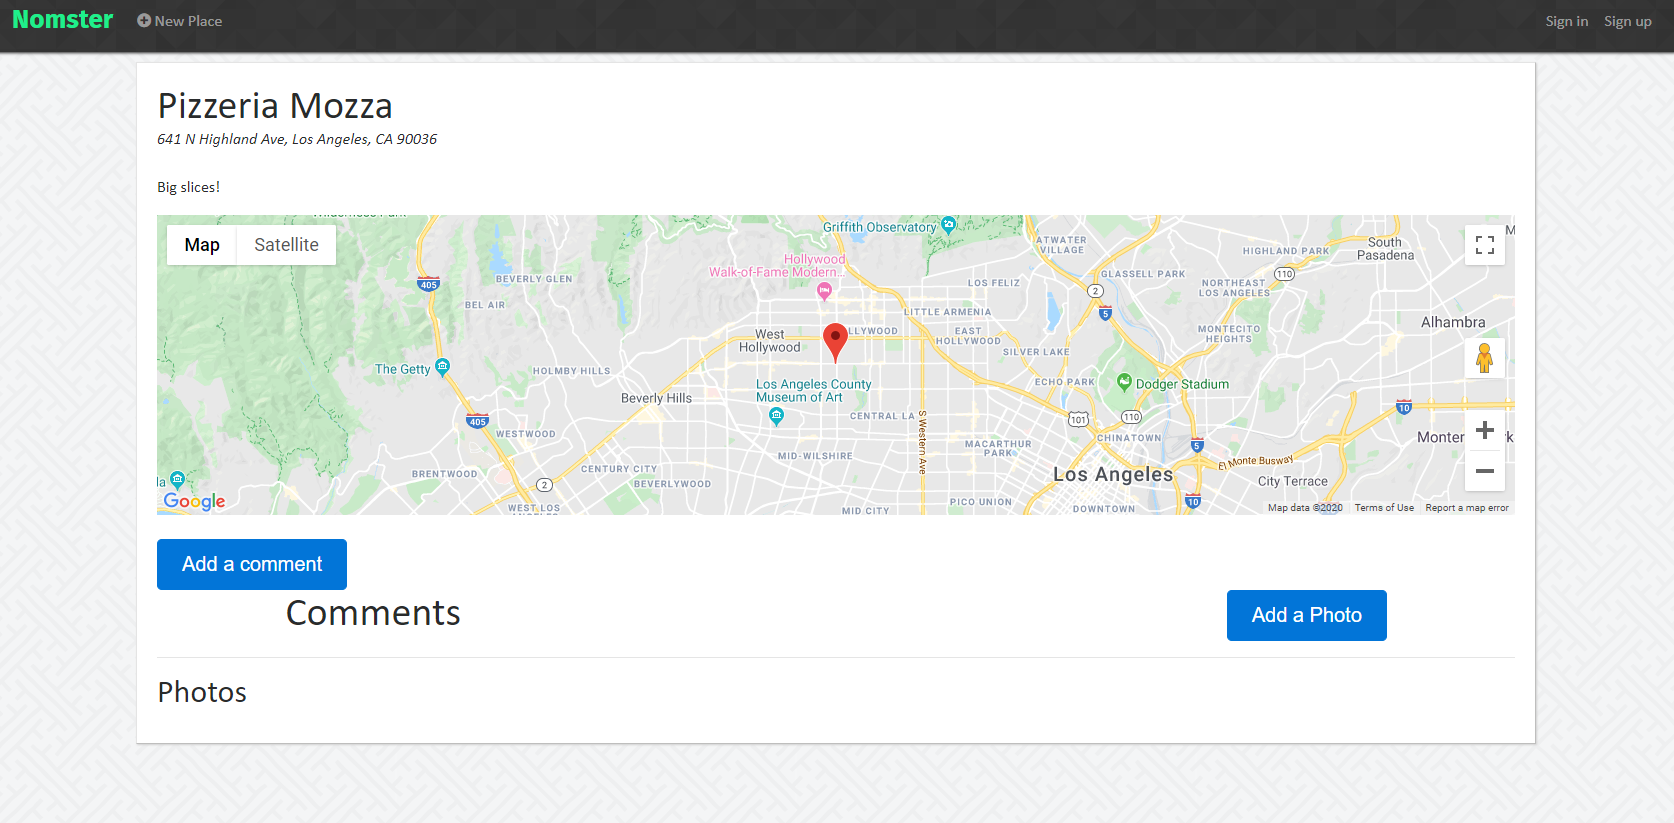 Nomster
New Place
Sign in
Sign up
Pizzeria Mozza
641 N Highland Ave, Los Angeles, CA 90036
Big slices!
Map
Satellite
Griffith Observatory
ATWATER
VILLAGE
HIGHLAND PARK
South
Pasadena
M
Hollywood
Walk-of-Fame Modern...
GLASSELL PARK
110
BEVERLY GLEN
405
LOS FELIZ
2
NORTHEAST
LOS ANGELES
BEL AIR
LITTLE ARMENIA
5
Alhambra
West
Hollywood
LLYWOOD
EAST
HOLLYWOOD
MONTECITO
HEIGHTS
SILVER LAKE
The Getty
HOLMBY HILLS
Los Angeles County
Museum of Art
ECHO PARK
Dodger Stadium
Beverly Hills
10
405
CENTRAL LA
S Western Ave
101
110
WESTWOOD
MACARTHUR
PARK
CHINATOWN
5
Monter
k
MID-WILSHIRE
El Monte Busway
BRENTWOOD
CENTURY CITY
Los Angeles
City Terrace
la
2
BEVERLYWOOD
Google
WEST LOS
MID CITY
PICO UNION
DOWNTOWN
10
Map data ©2020
Terms of Use
Report a map error
Add a comment
Comments
Add a Photo
Photos